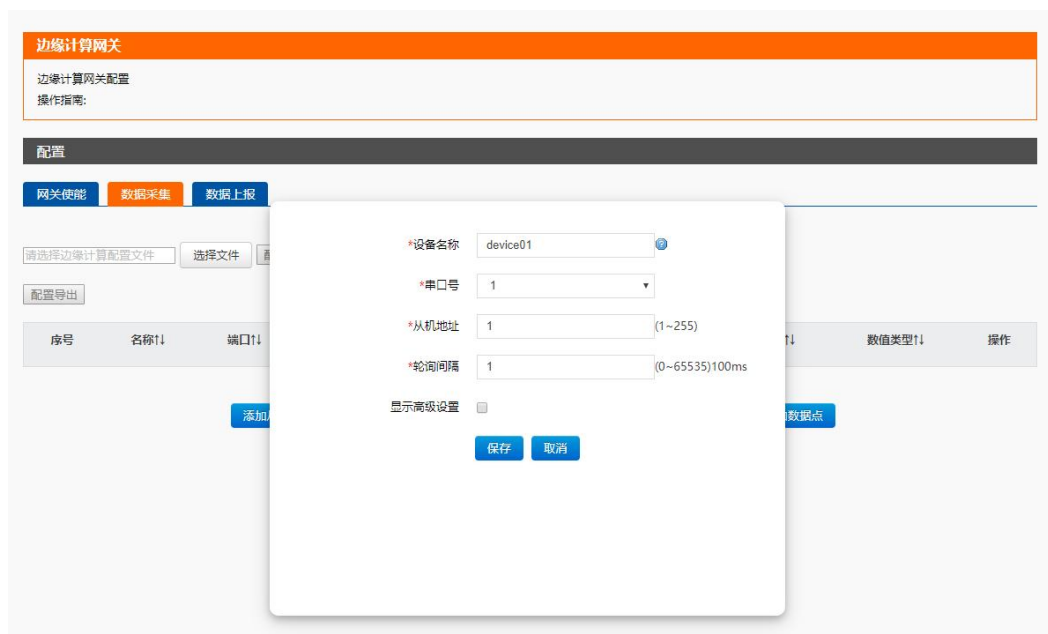 边缘计算网关
边缘计算网关配置
操作指南:
配置
网关使能 数据采集 数据上报
*设备名称 device01
请选择边缘计算配置文件 选择文件
*串口号 1
配置导出
*从机地址 1 (1~255)
序号 名称↑↓ 端口↑↓ 数值类型↑↓ 操作
*轮询间隔 1 (0~65535)100ms
显示高级设置
添加 数据点
保存 取消